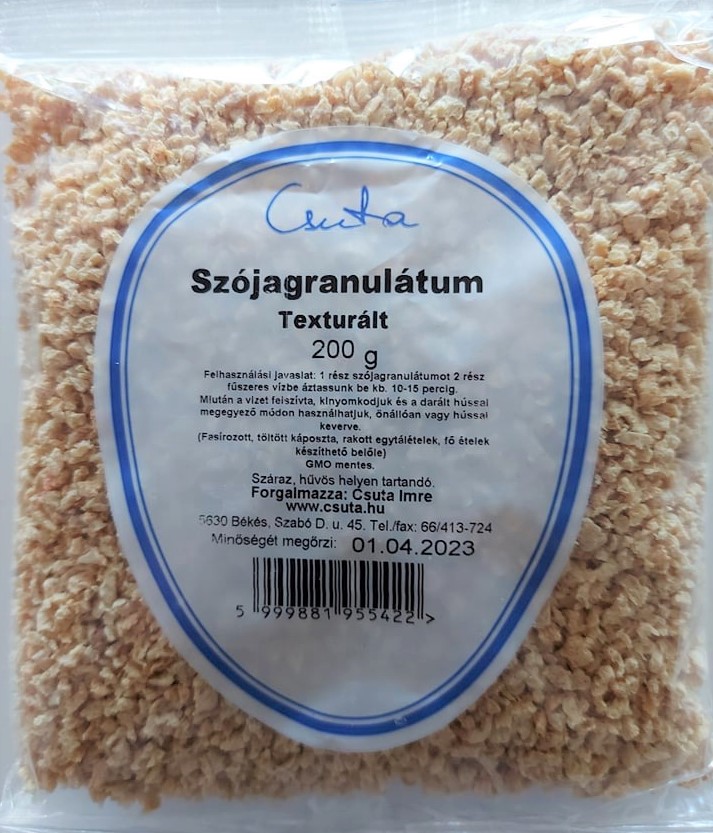 Csuta
Szójagranulátum
Texturált
200 g
Felhasználási javaslat: 1 rész szójagranulátumot 2 rész
fűszeres vízbe áztassunk be kb. 10-15 percig.
Miután a vizet felszívta, kinyomkodjuk és a darált hússal
megegyező módon használhatjuk, önállóan vagy hússal
keverve.
(Fasírozott, töltött káposzta, rakott egytálételek, fő ételek
készíthető belőle)
GMO mentes.
Száraz, hűvös helyen tartandó.
Forgalmazza: Csuta Imre
www.csuta.hu
5630 Békés, Szabó D. u. 45. Tel./fax: 66/413-724
Minőségét megőrzi: 01.04.2023
5 999881 955422 >